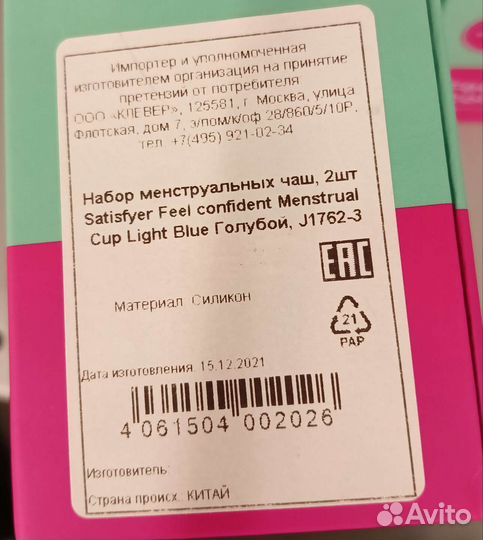 Импортер и уполномоченная
изготовителем организация на принятие
претензий от потребителя:
ООО «КЛЕВЕР», 125581, г. Москва, улица
Флотская, дом 7, э/пом/к/оф 28/860/5/10Р,
тел. +7(495) 921-02-34
Набор менструальных чаш, 2шт
Satisfyer Feel confident Menstrual
Cup Light Blue Голубой, J1762-3
EAC
Материал: Силикон
21
PAP
Дата изготовления: 15.12.2021
4 061504 002026
Изготовитель:
Страна происх.: КИТАЙ
Avito